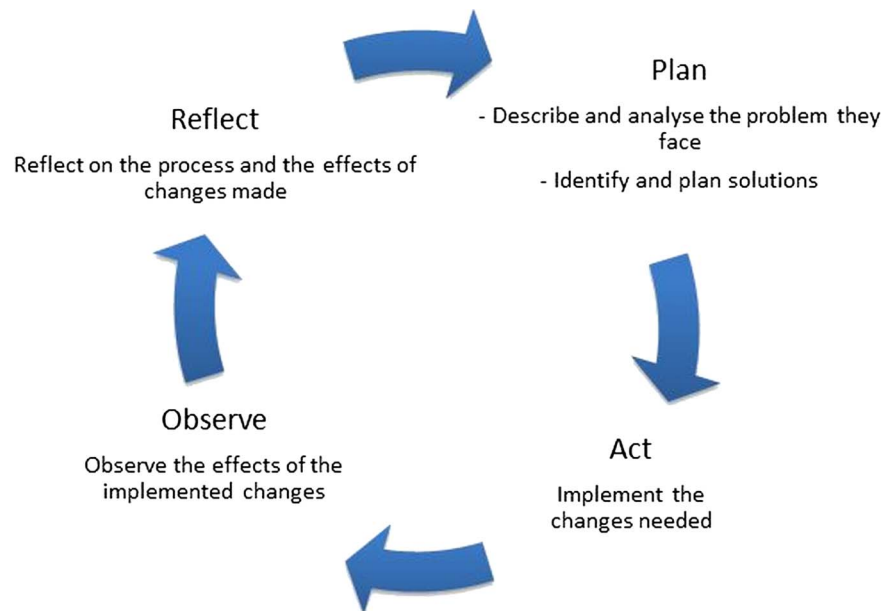 Plan
- Describe and analyse the problem they
face
- Identify and plan solutions
Act
Implement the
changes needed
Observe
Observe the effects of the
implemented changes
Reflect
Reflect on the process and the effects of
changes made